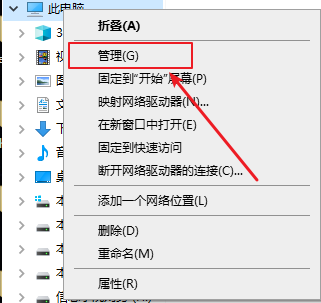 此电脑
折叠(A)
3
管理(G)
视
固定到"开始"屏幕(P)
图
映射网络驱动器(N)...
文
在新窗口中打开(E)
下
固定到快速访问
音
断开网络驱动器的连接(C)...
桌
本
添加一个网络位置(L)
本
删除(D)
本
重命名(M)
本
属性(R)